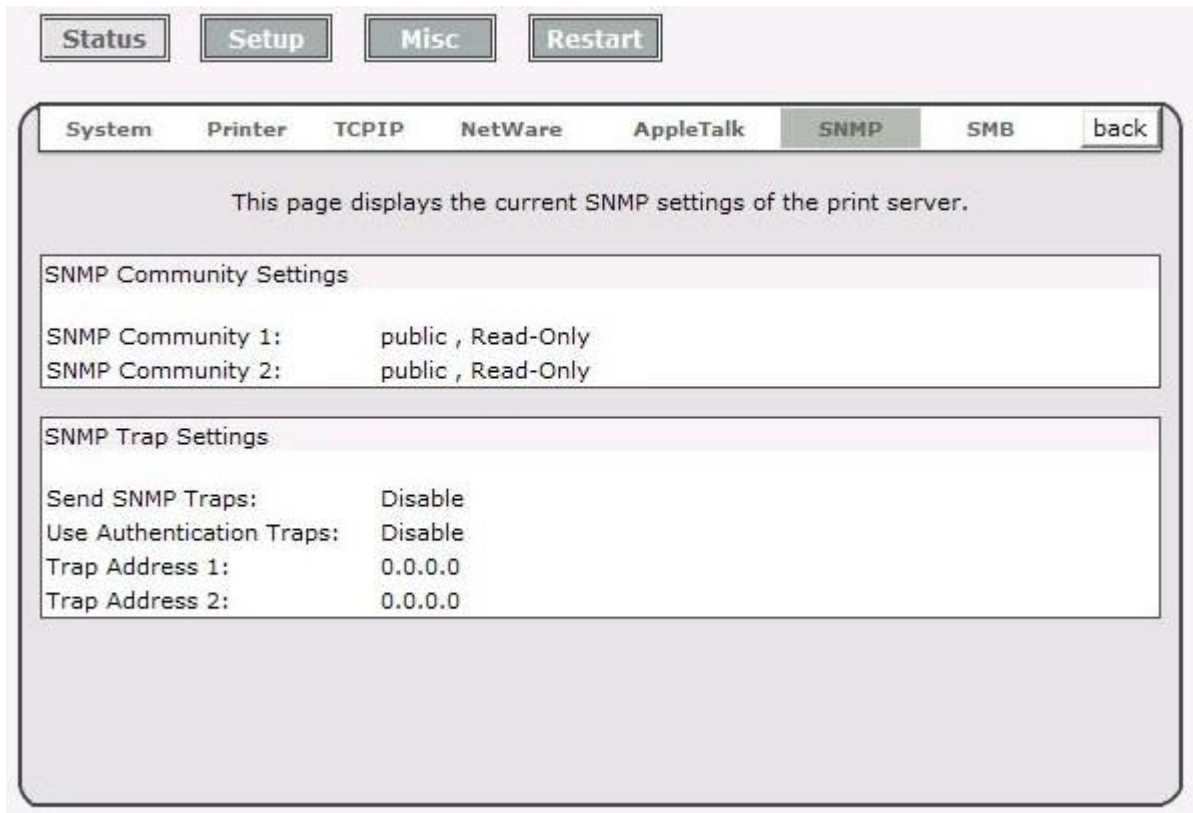 Status Setup Misc Restart
System Printer TCPIP NetWare AppleTalk SNMP SMB back
This page displays the current SNMP settings of the print server.
SNMP Community Settings
SNMP Community 1: public , Read-Only
SNMP Community 2: public , Read-Only
SNMP Trap Settings
Send SNMP Traps: Disable
Use Authentication Traps: Disable
Trap Address 1: 0.0.0.0
Trap Address 2: 0.0.0.0